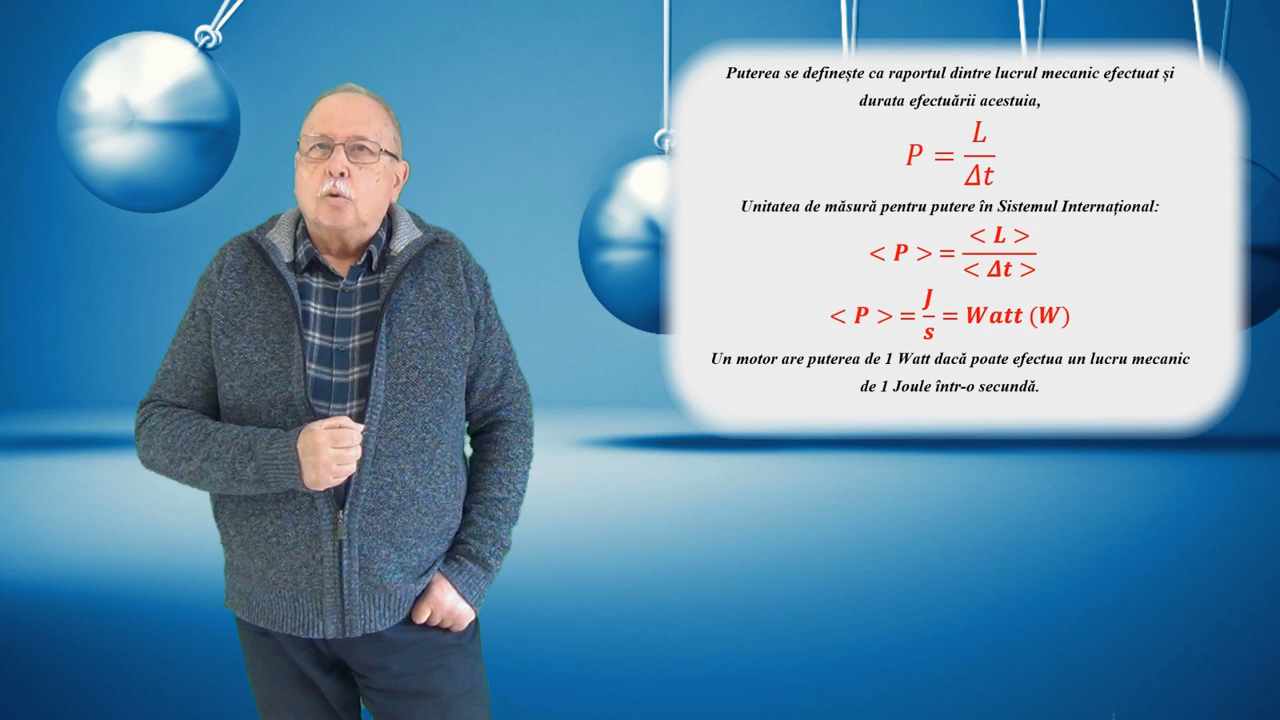 Puterea se definește ca raportul dintre lucrul mecanic efectuat și
durata efectuării acestuia,
P = L / Δt
Unitatea de măsură pentru putere în Sistemul Internațional:
< P > = < L > / < Δt >
< P > = J / s = Watt (W)
Un motor are puterea de 1 Watt dacă poate efectua un lucru mecanic
de 1 Joule într-o secundă.